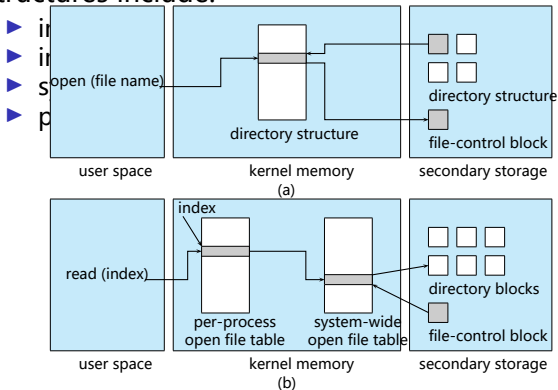 open (file name)
directory structure
directory structure
file-control block
user space
kernel memory
secondary storage
(a)
index
read (index)
per-process
open file table
system-wide
open file table
directory blocks
file-control block
user space
kernel memory
secondary storage
(b)